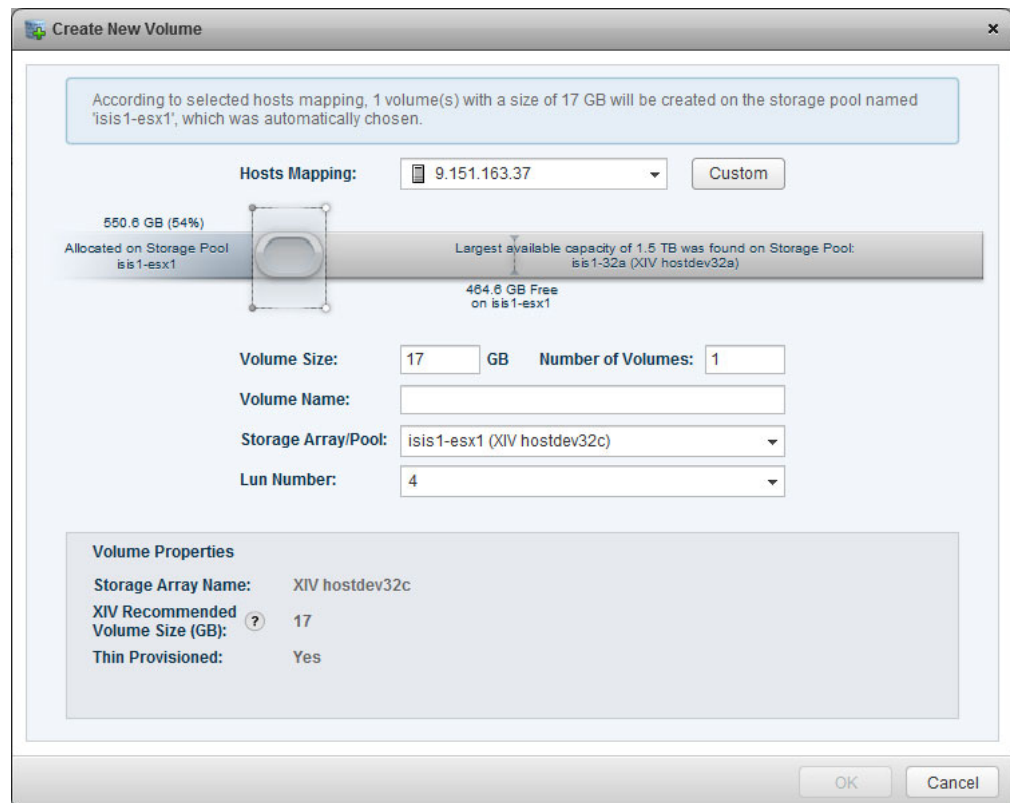 Create New Volume
According to selected hosts mapping, 1 volume(s) with a size of 17 GB will be created on the storage pool named
'isis1-esx1', which was automatically chosen.
Hosts Mapping: 9.151.163.37 Custom
550.6 GB (54%)
Allocated on Storage Pool
isis1-esx1
Largest available capacity of 1.5 TB was found on Storage Pool:
isis1-32a (XIV hostdev32a)
464.6 GB Free
on isis1-esx1
Volume Size: 17 GB Number of Volumes: 1
Volume Name:
Storage Array/Pool: isis1-esx1 (XIV hostdev32c)
Lun Number: 4
Volume Properties
Storage Array Name: XIV hostdev32c
XIV Recommended
Volume Size (GB): ? 17
Thin Provisioned: Yes
OK Cancel